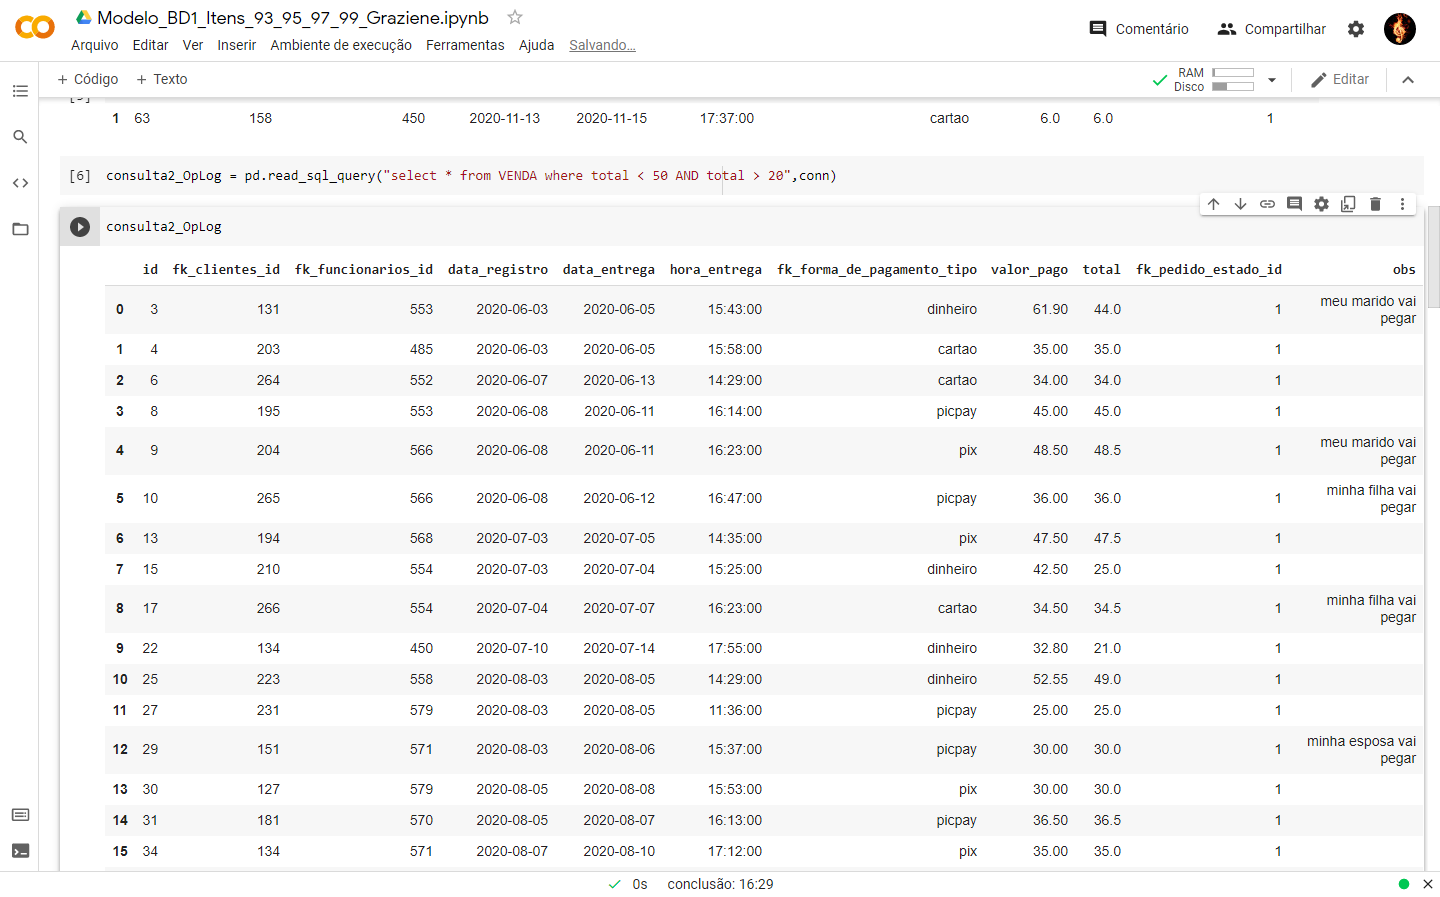 Modelo_BD1_Itens_93_95_97_99_Graziene.ipynb
Comentário Compartilhar
Arquivo Editar Ver Inserir Ambiente de execução Ferramentas Ajuda Salvando...
+ Código + Texto
RAM
Disco
Editar
1 63 158 450 2020-11-13 2020-11-15 17:37:00 cartao 6.0 6.0 1
[6] consulta2_OpLog = pd.read_sql_query("select * from VENDA where total < 50 AND total > 20",conn)
consulta2_OpLog
id fk_clientes_id fk_funcionarios_id data_registro data_entrega hora_entrega fk_forma_de_pagamento_tipo valor_pago total fk_pedido_estado_id obs
0 3 131 553 2020-06-03 2020-06-05 15:43:00 dinheiro 61.90 44.0 1 meu marido vai
pegar
1 4 203 485 2020-06-03 2020-06-05 15:58:00 cartao 35.00 35.0 1
2 6 264 552 2020-06-07 2020-06-13 14:29:00 cartao 34.00 34.0 1
3 8 195 553 2020-06-08 2020-06-11 16:14:00 picpay 45.00 45.0 1
4 9 204 566 2020-06-08 2020-06-11 16:23:00 pix 48.50 48.5 1 meu marido vai
pegar
5 10 265 566 2020-06-08 2020-06-12 16:47:00 picpay 36.00 36.0 1 minha filha vai
pegar
6 13 194 568 2020-07-03 2020-07-05 14:35:00 pix 47.50 47.5 1
7 15 210 554 2020-07-03 2020-07-04 15:25:00 dinheiro 42.50 25.0 1
8 17 266 554 2020-07-04 2020-07-07 16:23:00 cartao 34.50 34.5 1 minha filha vai
pegar
9 22 134 450 2020-07-10 2020-07-14 17:55:00 dinheiro 32.80 21.0 1
10 25 223 558 2020-08-03 2020-08-05 14:29:00 dinheiro 52.55 49.0 1
11 27 231 579 2020-08-03 2020-08-05 11:36:00 picpay 25.00 25.0 1
12 29 151 571 2020-08-03 2020-08-06 15:37:00 picpay 30.00 30.0 1 minha esposa vai
pegar
13 30 127 579 2020-08-05 2020-08-08 15:53:00 pix 30.00 30.0 1
14 31 181 570 2020-08-05 2020-08-07 16:13:00 picpay 36.50 36.5 1
15 34 134 571 2020-08-07 2020-08-10 17:12:00 pix 35.00 35.0 1
0s conclusão: 16:29